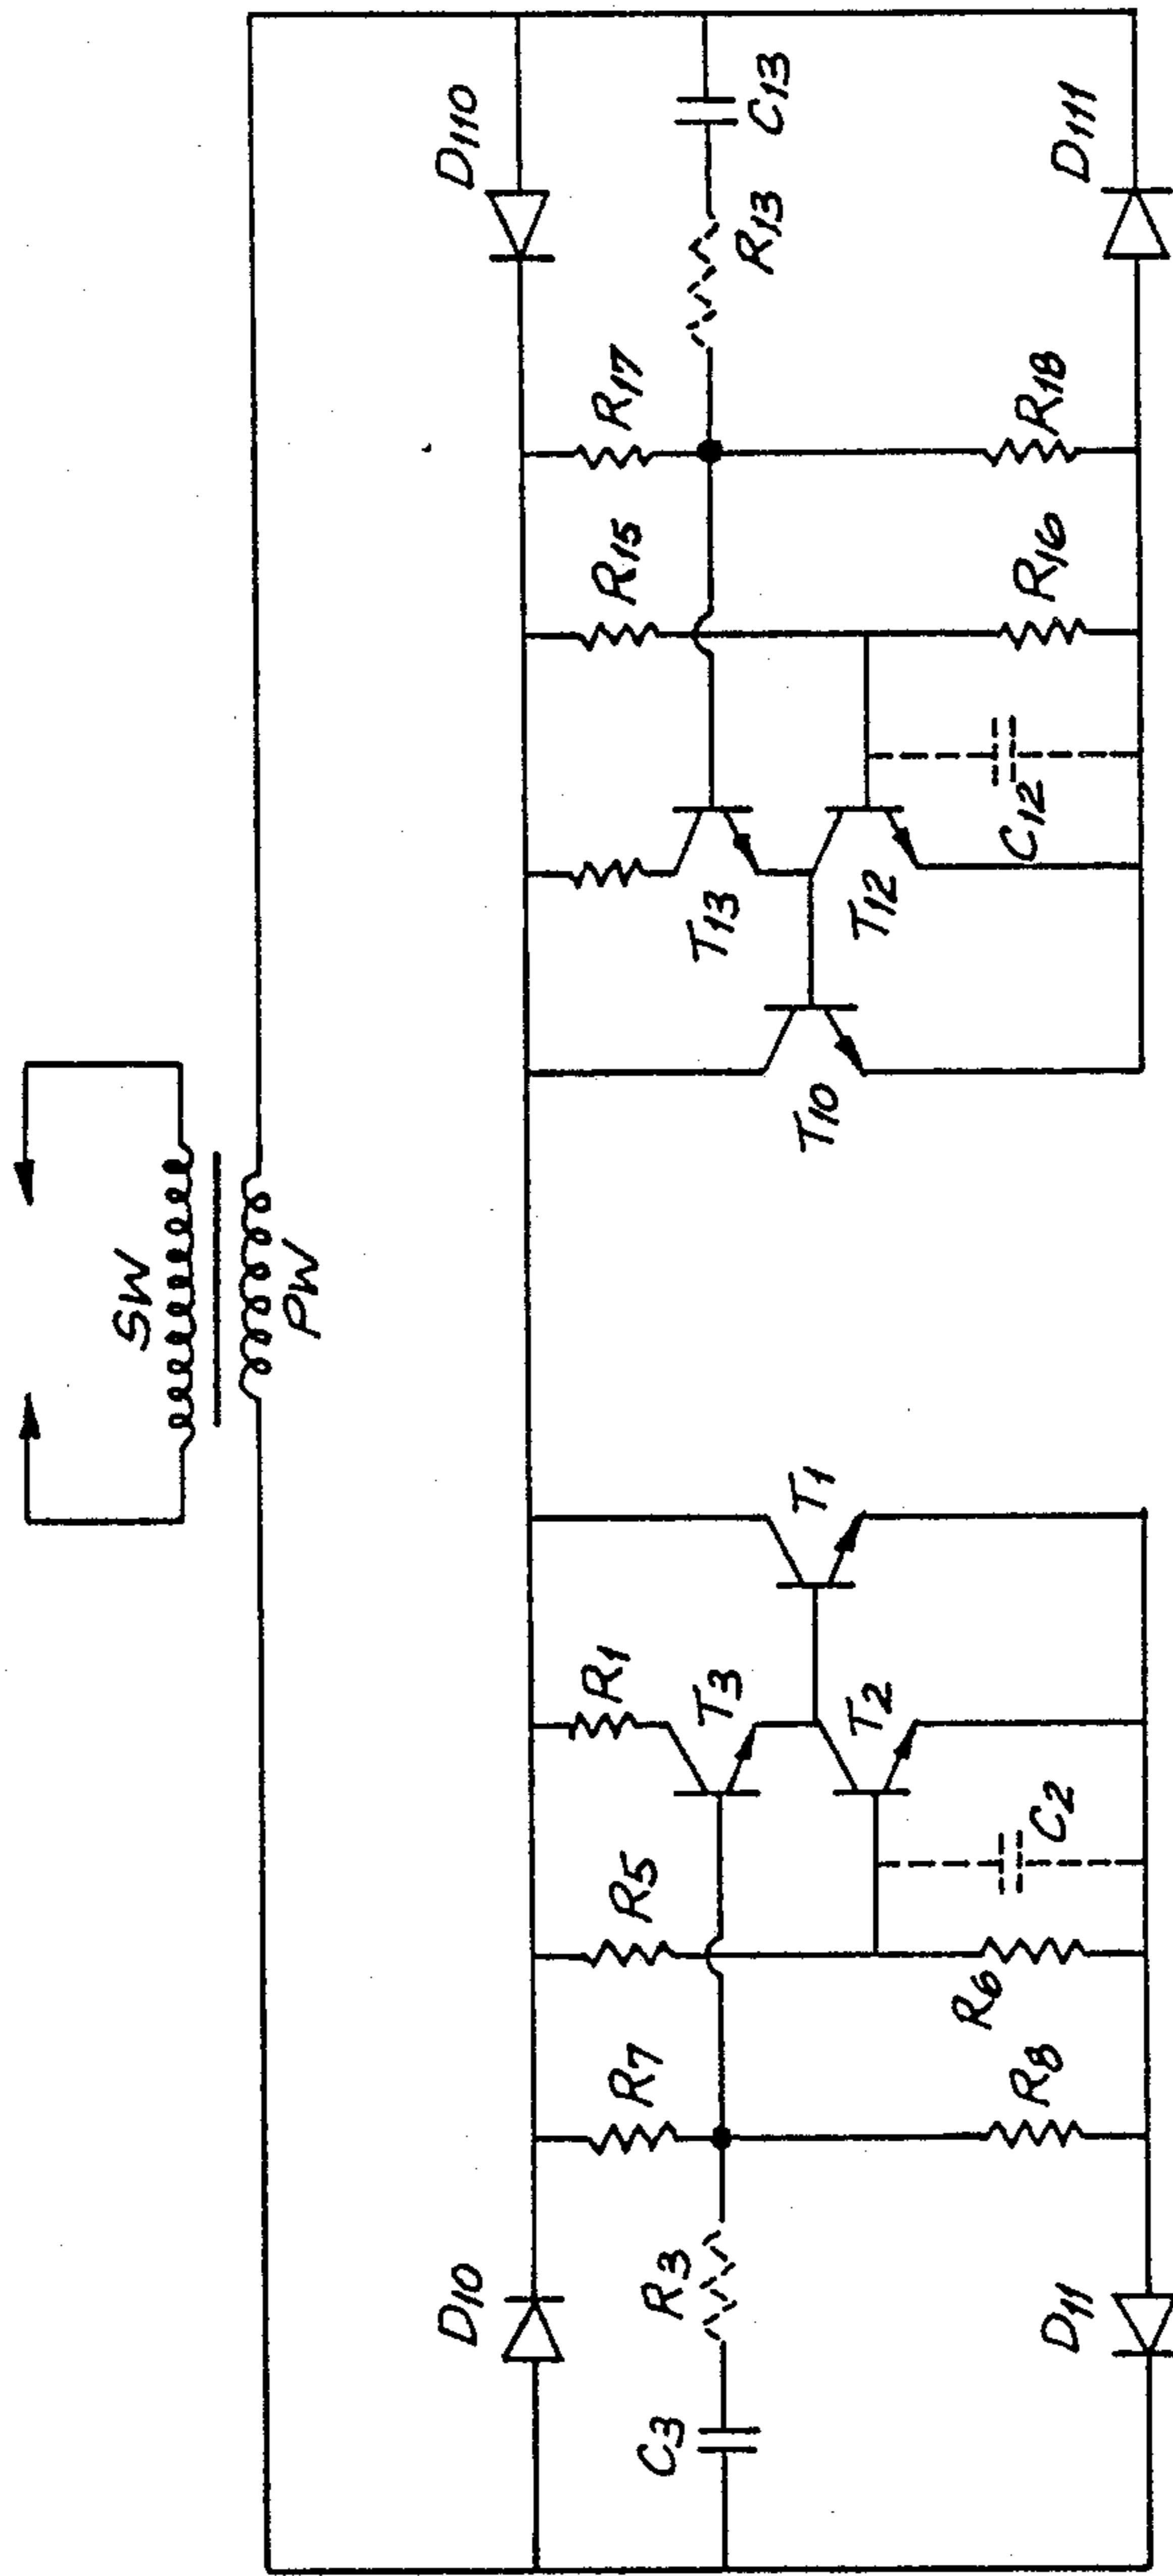 SW
PW
D10
R7
R5
R1
C3
R3
T3
T1
T2
R8
R6
C2
D11
D110
R15
R17
C13
R13
T13
T10
T12
C12
R16
R18
D111